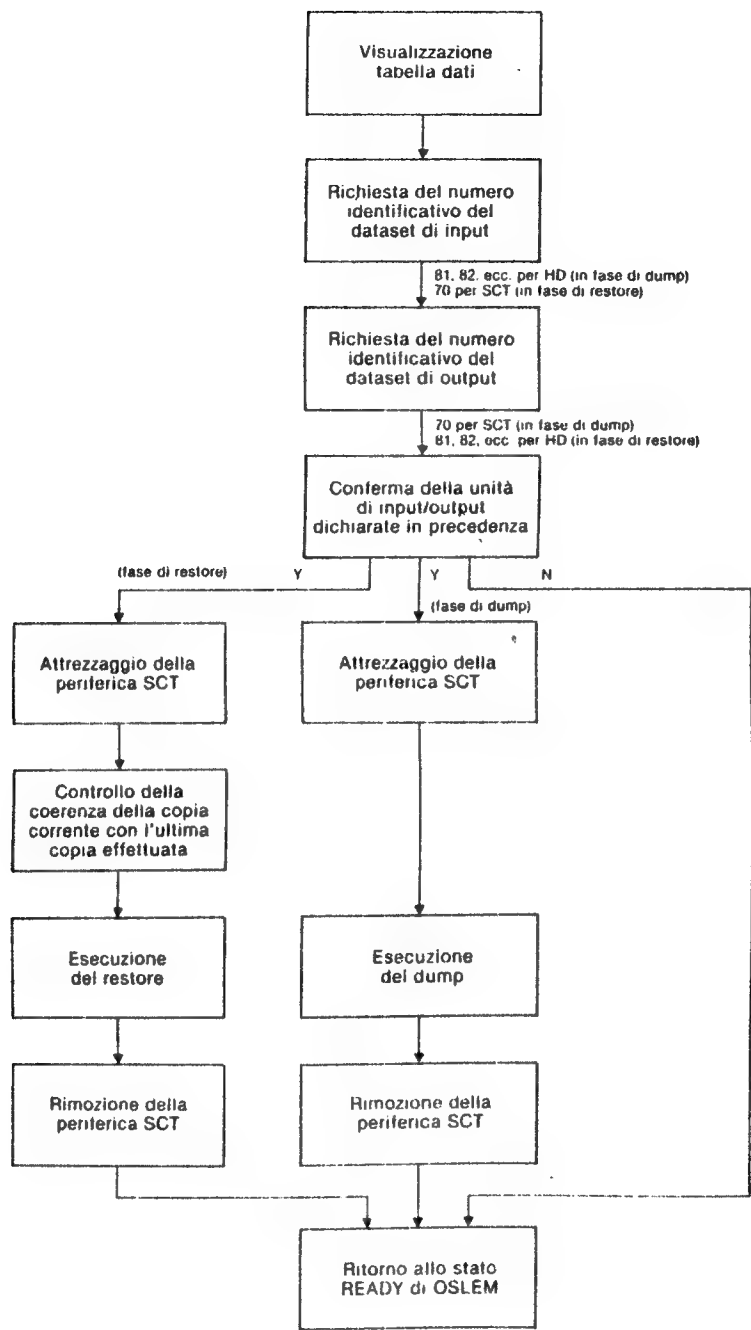 Visualizzazione
tabella dati
Richiesta del numero
identificativo del
dataset di input
81, 82, ecc. per HD (in fase di dump)
70 per SCT (in fase di restore)
Richiesta del numero
identificativo del
dataset di output
70 per SCT (in fase di dump)
81, 82, ecc. per HD (in fase di restore)
Conferma della unità
di input/output
dichiarate in precedenza
(fase di restore) Y Y N
(fase di dump)
Attrezzaggio della
periferica SCT
Attrezzaggio della
periferica SCT
Controllo della
coerenza della copia
corrente con l'ultima
copia effettuata
Esecuzione
del restore
Esecuzione
del dump
Rimozione della
periferica SCT
Rimozione della
periferica SCT
Ritorno allo stato
READY di OSLEM